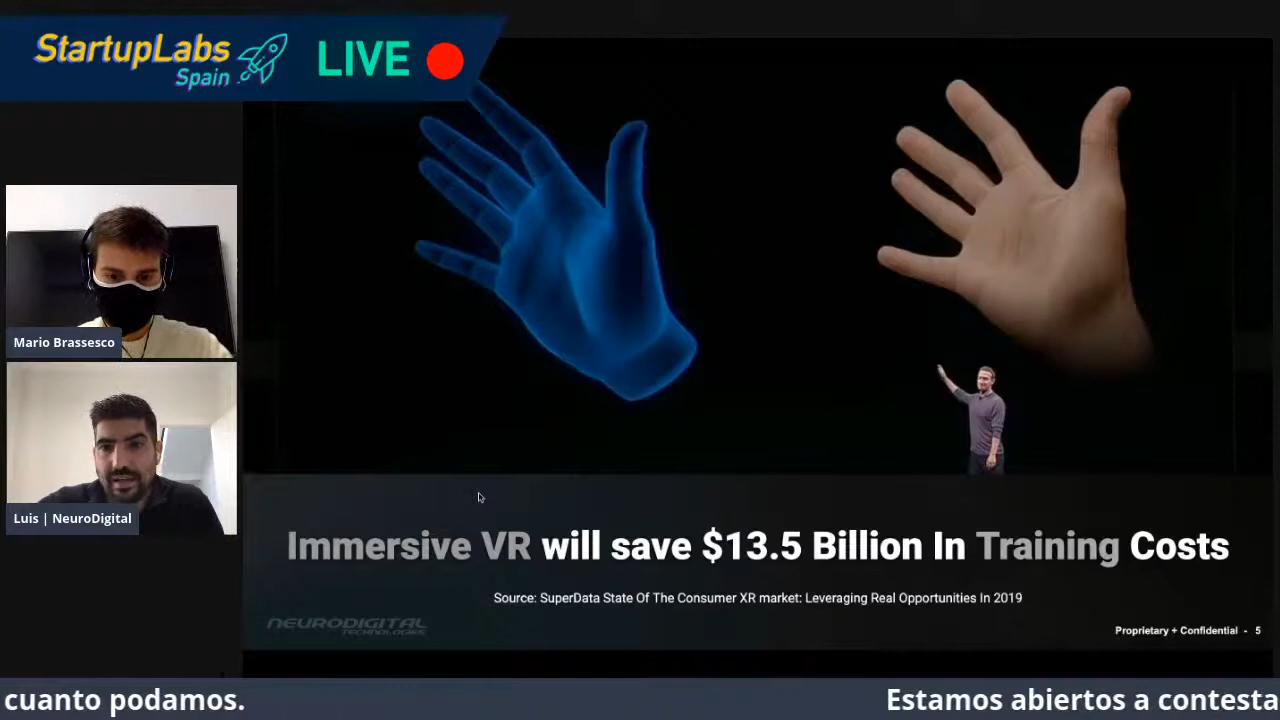 StartupLabs
Spain
LIVE
Mario Brassesco
Luis | NeuroDigital
Immersive VR will save $13.5 Billion In Training Costs
Source: SuperData State Of The Consumer XR market: Leveraging Real Opportunities In 2019
NEURODIGITAL
TECHNOLOGIES
Proprietary + Confidential - 5
cuanto podamos.
Estamos abiertos a contesta